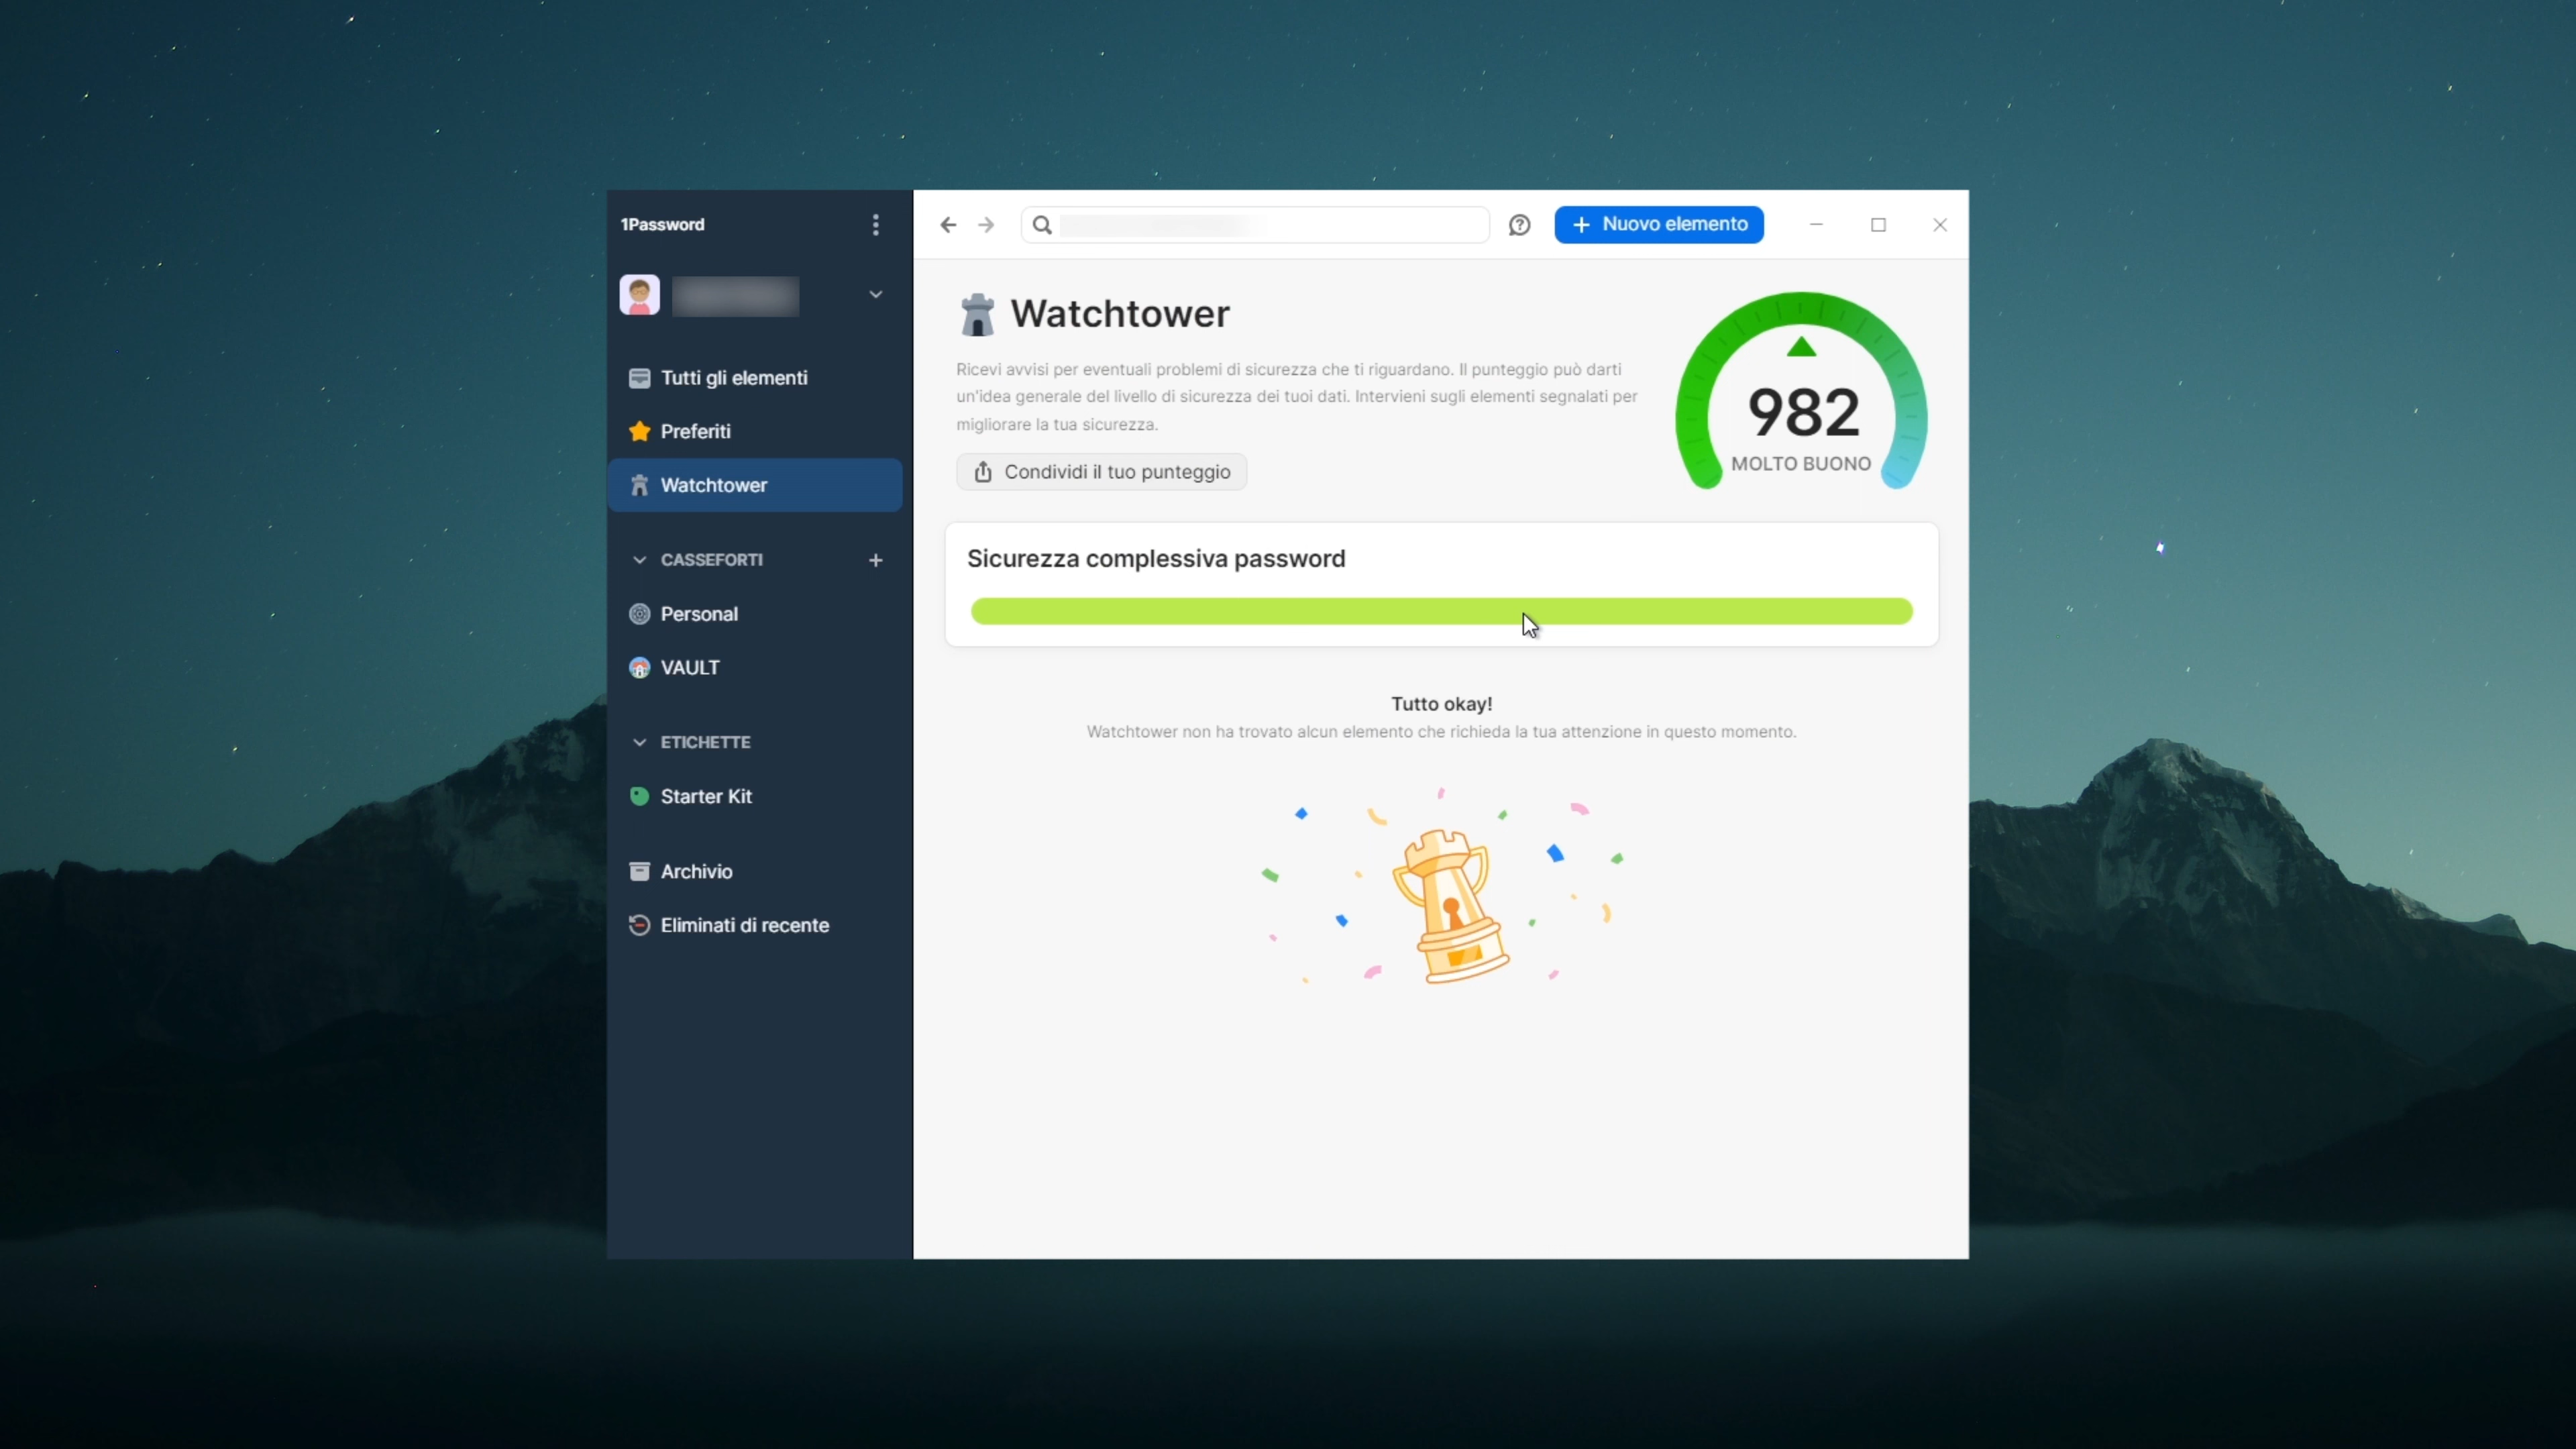 1Password
Nuovo elemento
Tutti gli elementi
Preferiti
Watchtower
CASSEFORTI
Personal
VAULT
ETICHETTE
Starter Kit
Archivio
Eliminati di recente
Watchtower
Ricevi avvisi per eventuali problemi di sicurezza che ti riguardano. Il punteggio può darti
un'idea generale del livello di sicurezza dei tuoi dati. Intervieni sugli elementi segnalati per
migliorare la tua sicurezza.
Condividi il tuo punteggio
982
MOLTO BUONO
Sicurezza complessiva password
Tutto okay!
Watchtower non ha trovato alcun elemento che richieda la tua attenzione in questo momento.